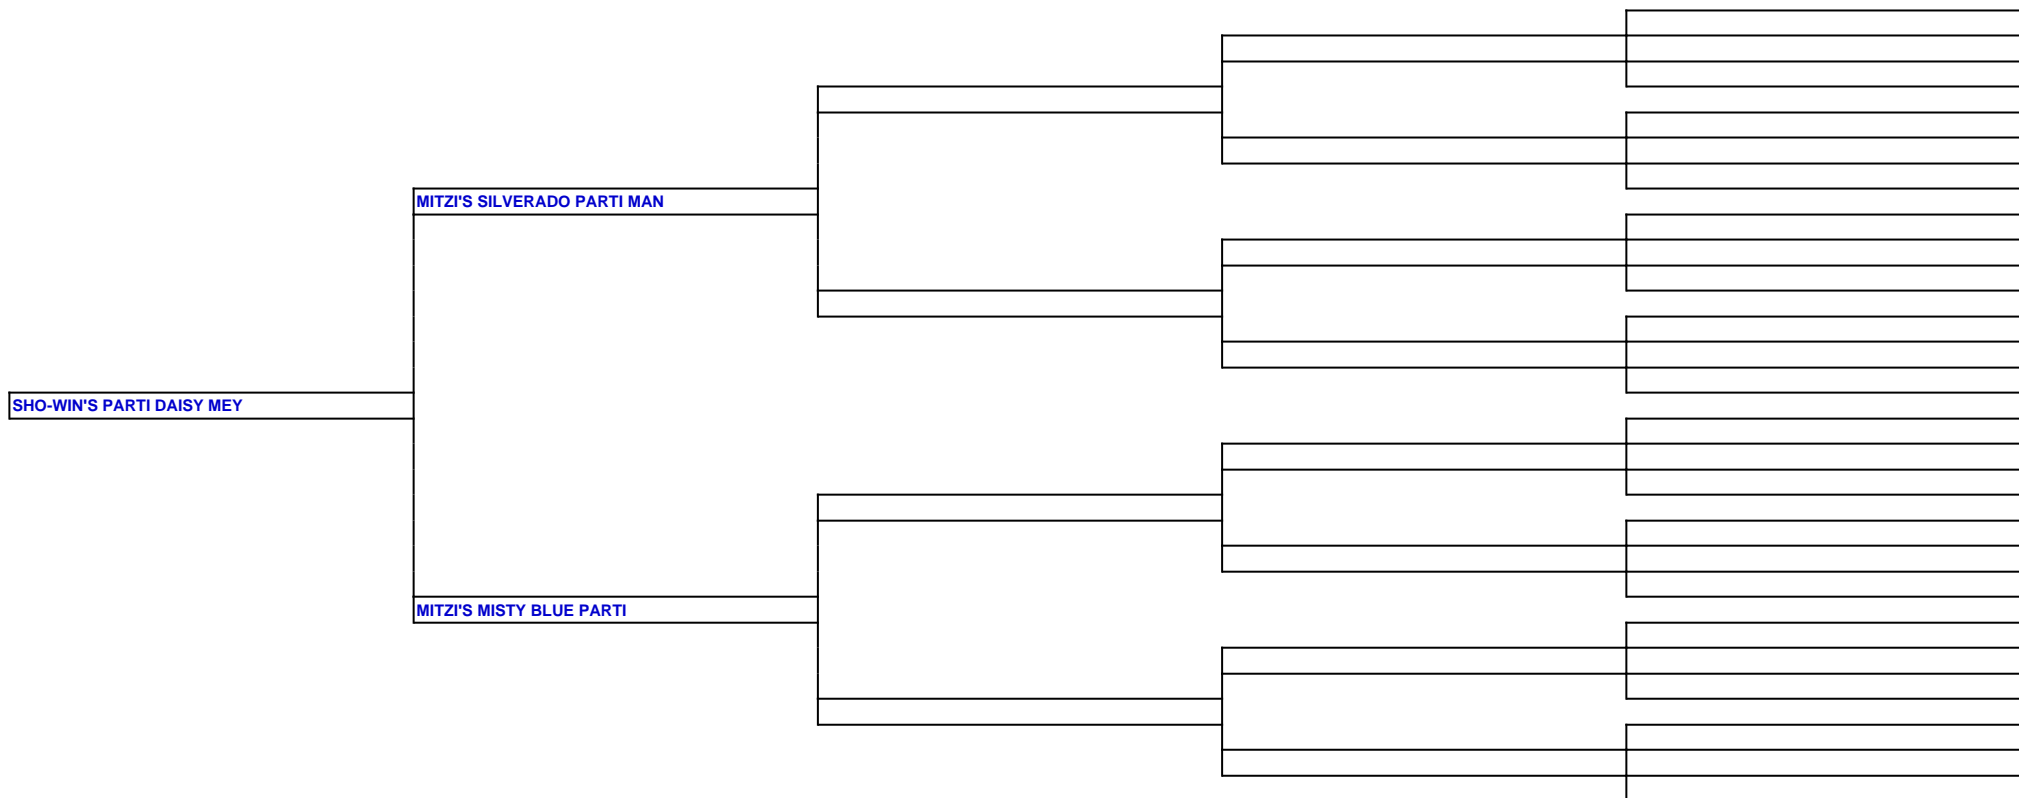 MITZI'S SILVERADO PARTI MAN
SHO-WIN'S PARTI DAISY MEY
MITZI'S MISTY BLUE PARTI